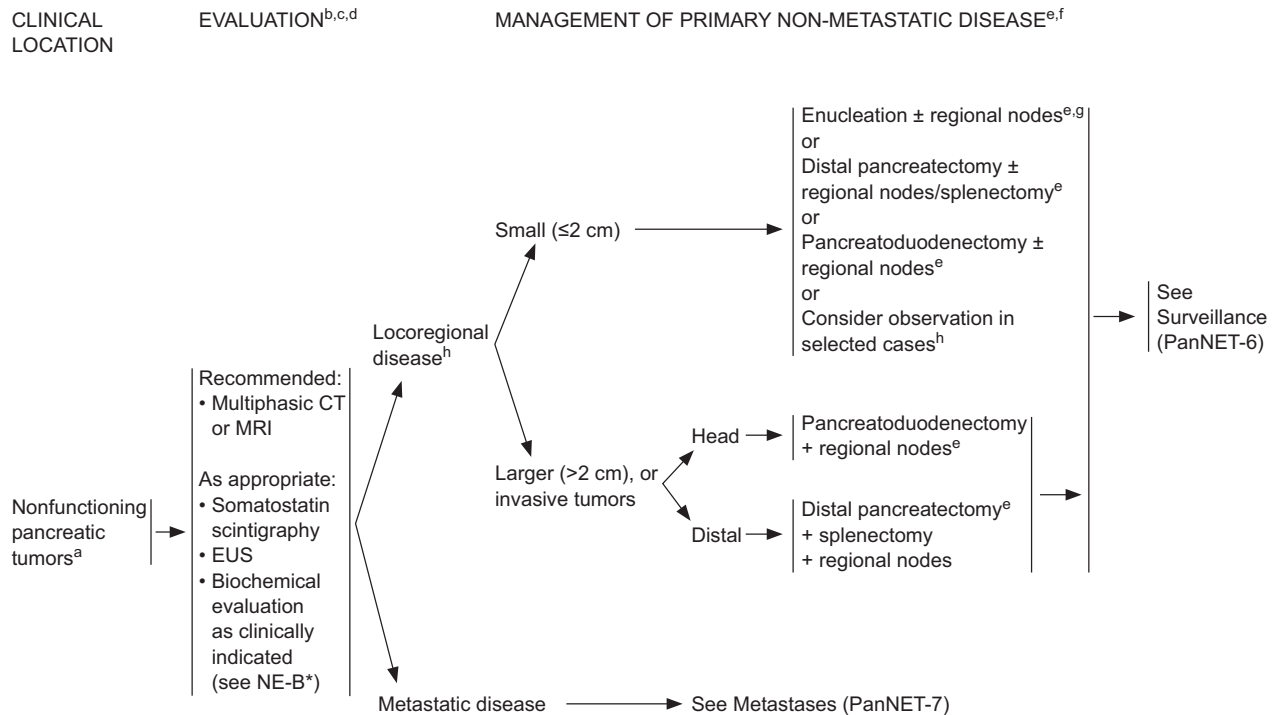 CLINICAL
LOCATION
EVALUATIONb,c,d
MANAGEMENT OF PRIMARY NON-METASTATIC DISEASEe,f
Nonfunctioning
pancreatic
tumorsa
Recommended:
• Multiphasic CT
or MRI
As appropriate:
• Somatostatin
scintigraphy
• EUS
• Biochemical
evaluation
as clinically
indicated
(see NE-B*)
Locoregional
diseaseh
Small (≤2 cm)
Enucleation ± regional nodese,g
or
Distal pancreatectomy ±
regional nodes/splenectomye
or
Pancreatoduodenectomy ±
regional nodese
or
Consider observation in
selected casesh
Larger (>2 cm), or
invasive tumors
Head
Pancreatoduodenectomy
+ regional nodese
Distal
Distal pancreatectomye
+ splenectomy
+ regional nodes
See
Surveillance
(PanNET-6)
Metastatic disease
See Metastases (PanNET-7)